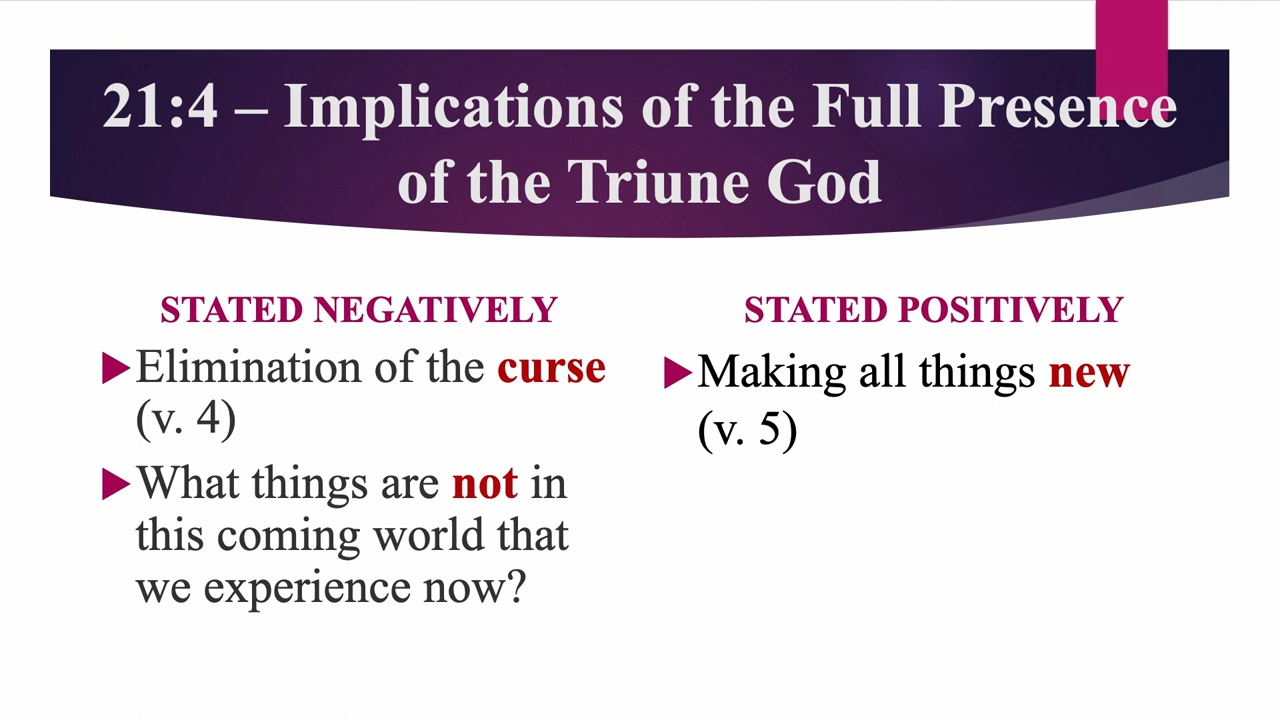 21:4 – Implications of the Full Presence
of the Triune God
STATED NEGATIVELY
Elimination of the curse
(v. 4)
What things are not in
this coming world that
we experience now?
STATED POSITIVELY
Making all things new
(v. 5)